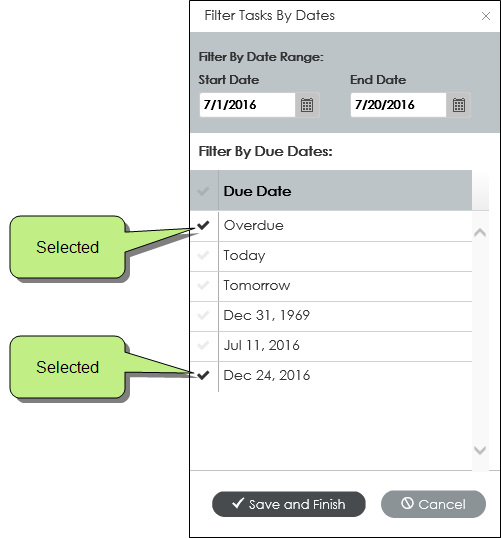 Filter Tasks By Dates
Filter By Date Range:
Start Date End Date
7/1/2016 7/20/2016
Filter By Due Dates:
Due Date
Selected
Overdue
Today
Tomorrow
Dec 31, 1969
Jul 11, 2016
Selected
Dec 24, 2016
Save and Finish Cancel